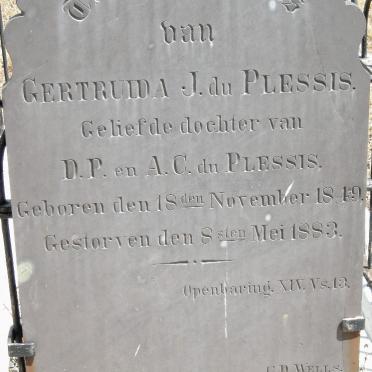 van
GERTRUIDA J. du PLESSIS.
Geliefde dochter van
D.P. en A.C. du PLESSIS.
Geboren den 18den November 1849.
Gestorven den 8sten Mei 1883.
Openbaring. XIV. Vs. 13.
C.D. WELLS.